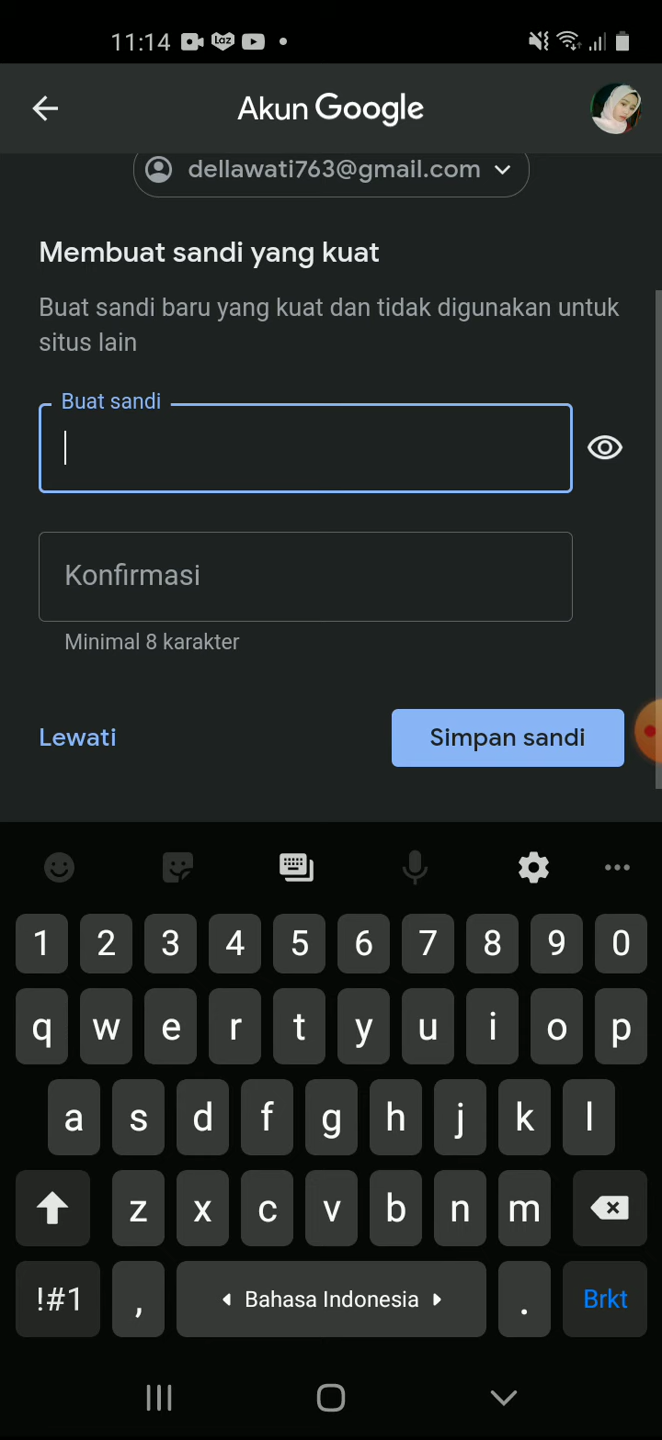 11:14
Laz
Akun Google
dellawati763@gmail.com
Membuat sandi yang kuat
Buat sandi baru yang kuat dan tidak digunakan untuk
situs lain
Buat sandi
Konfirmasi
Minimal 8 karakter
Lewati Simpan sandi
1 2 3 4 5 6 7 8 9 0
q w e r t y u i o p
a s d f g h j k l
z x c v b n m
!#1 , Bahasa Indonesia . Brkt